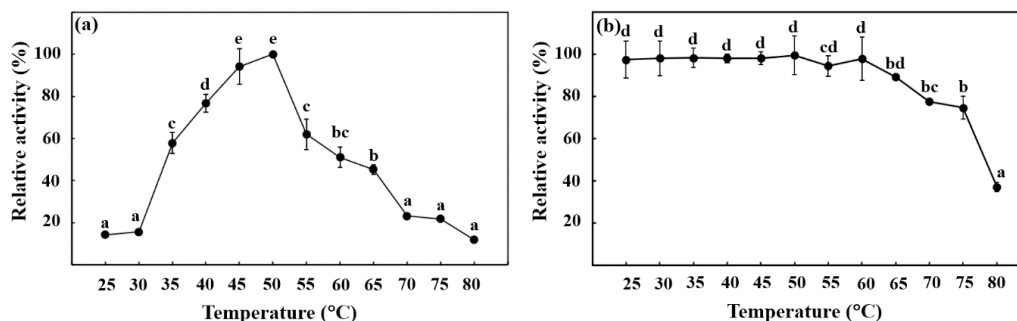 (a)
Relative activity (%)
100
80
60
40
20
a a c d e e c bc b a a a
25 30 35 40 45 50 55 60 65 70 75 80
Temperature (°C)
(b)
Relative activity (%)
100
80
60
40
20
d d d d d d cd d bd bc b a
25 30 35 40 45 50 55 60 65 70 75 80
Temperature (°C)